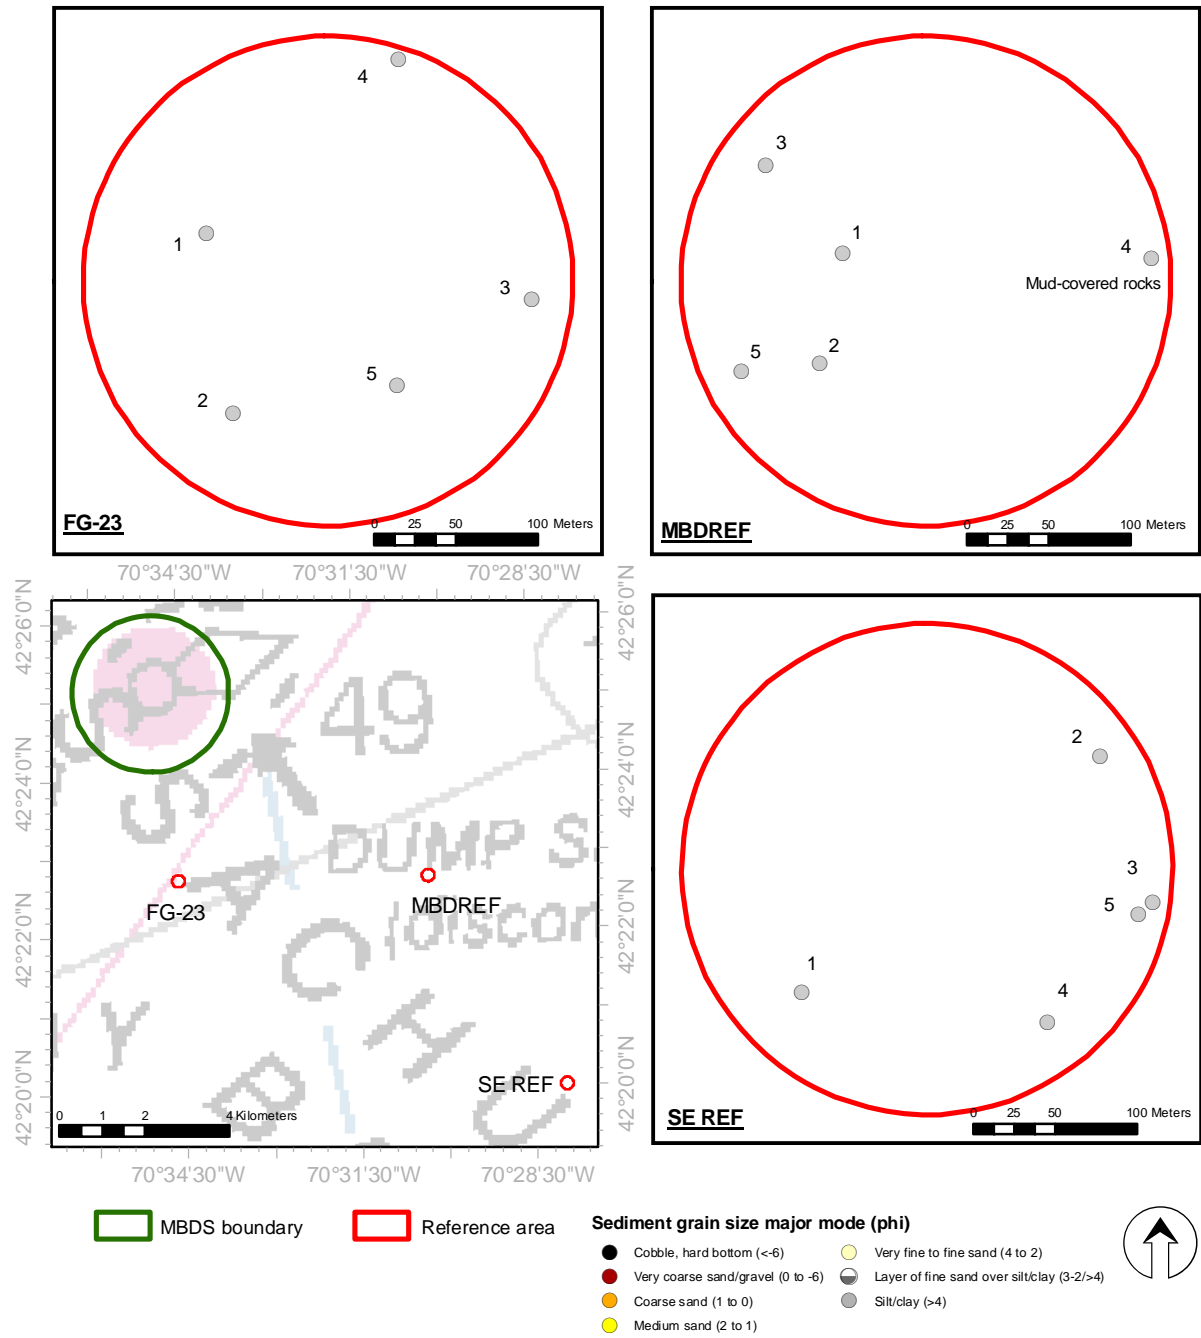 4
1
3
5
2
FG-23
0 25 50 100 Meters
3
1
4
Mud-covered rocks
2
5
MBDREF
0 25 50 100 Meters
70°34'30"W 70°31'30"W 70°28'30"W
42°26'0"N
42°24'0"N
42°22'0"N
42°20'0"N
49
DUMP S
(discon
FG-23
MBDREF
SE REF
0 1 2 4 Kilometers
42°26'0"N
42°24'0"N
42°22'0"N
42°20'0"N
70°34'30"W 70°31'30"W 70°28'30"W
2
3
5
1
4
SE REF
0 25 50 100 Meters
MBDS boundary
Reference area
Sediment grain size major mode (phi)
Cobble, hard bottom (<-6)
Very coarse sand/gravel (0 to -6)
Coarse sand (1 to 0)
Medium sand (2 to 1)
Very fine to fine sand (4 to 2)
Layer of fine sand over silt/clay (3-2/>4)
Silt/clay (>4)